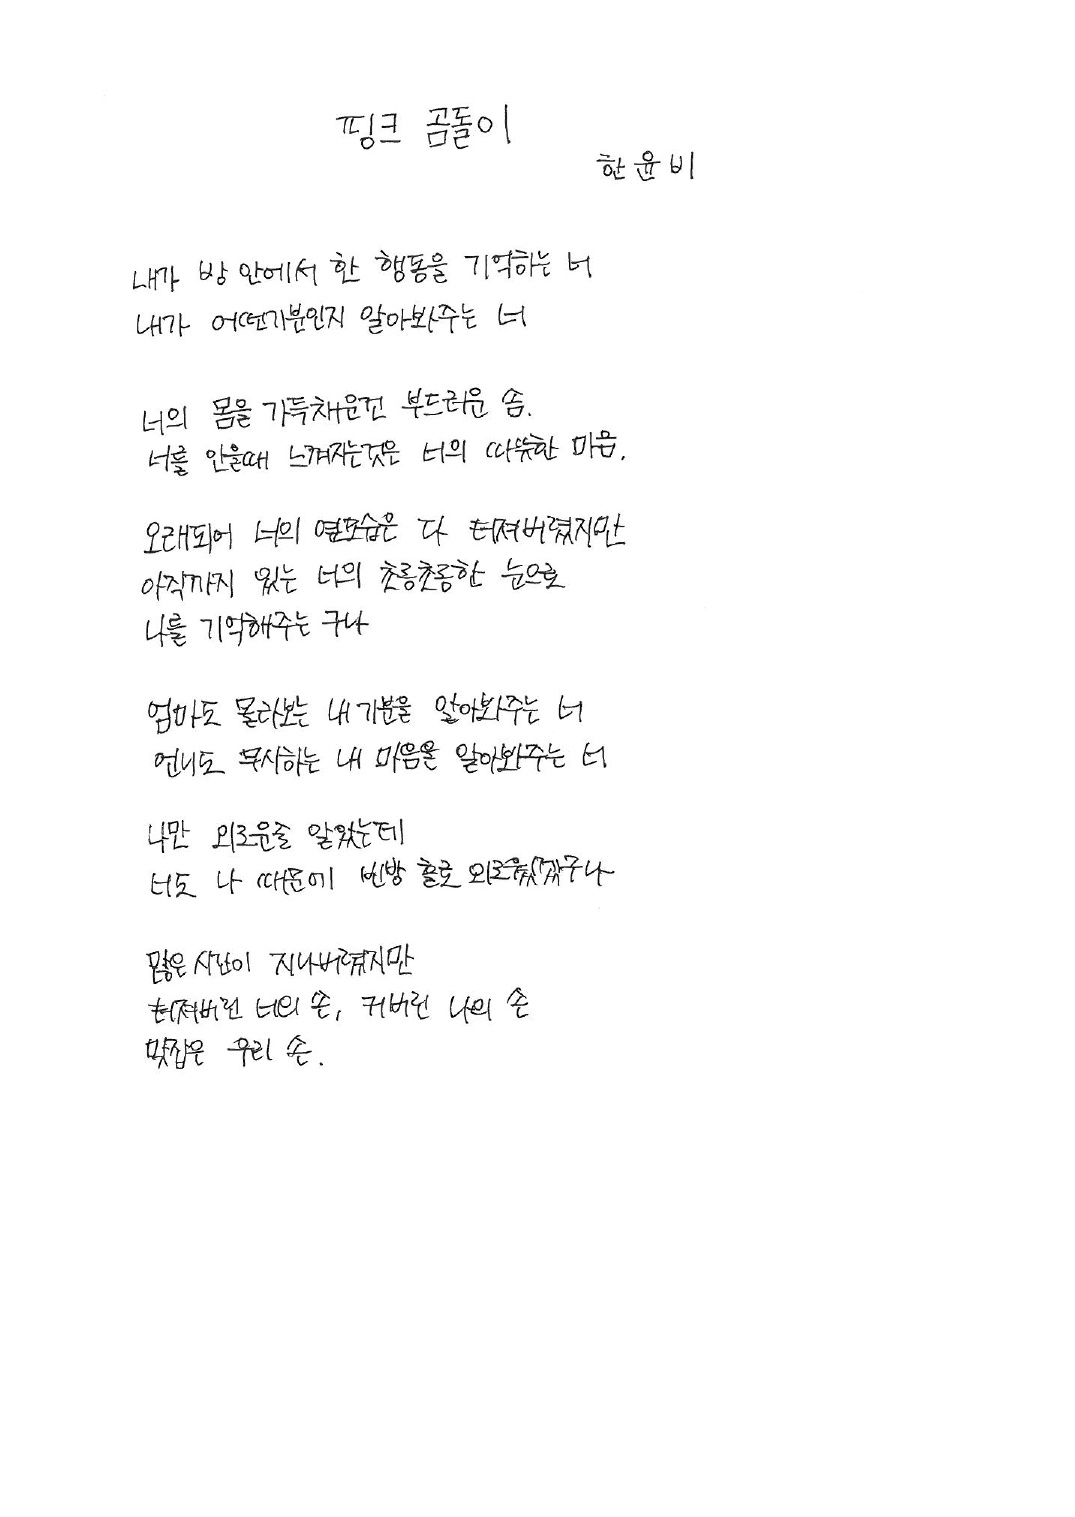 핑크 곰돌이
한윤비
내가 방 안에서 한 행동을 기억하는 너
내가 어떤기분인지 알아봐주는 너
너의 몸을 가득채운건 부드러운 솜.
너를 안을때 느껴지는것은 너의 따뜻한 마음.
오래되어 너의 옆모습은 다 터져버렸지만
아직까지 있는 너의 초롱초롱한 눈으로
나를 기억해주는 구나
엄마도 몰라보는 내 기분을 알아봐주는 너
언니도 무시하는 내 마음을 알아봐주는 너
나만 외로운줄 알았는데
너도 나 때문에 빈방 홀로 외로웠겠구나
많은 시간이 지나버렸지만
터져버린 너의 손, 커버린 나의 손
맞잡은 우리 손.